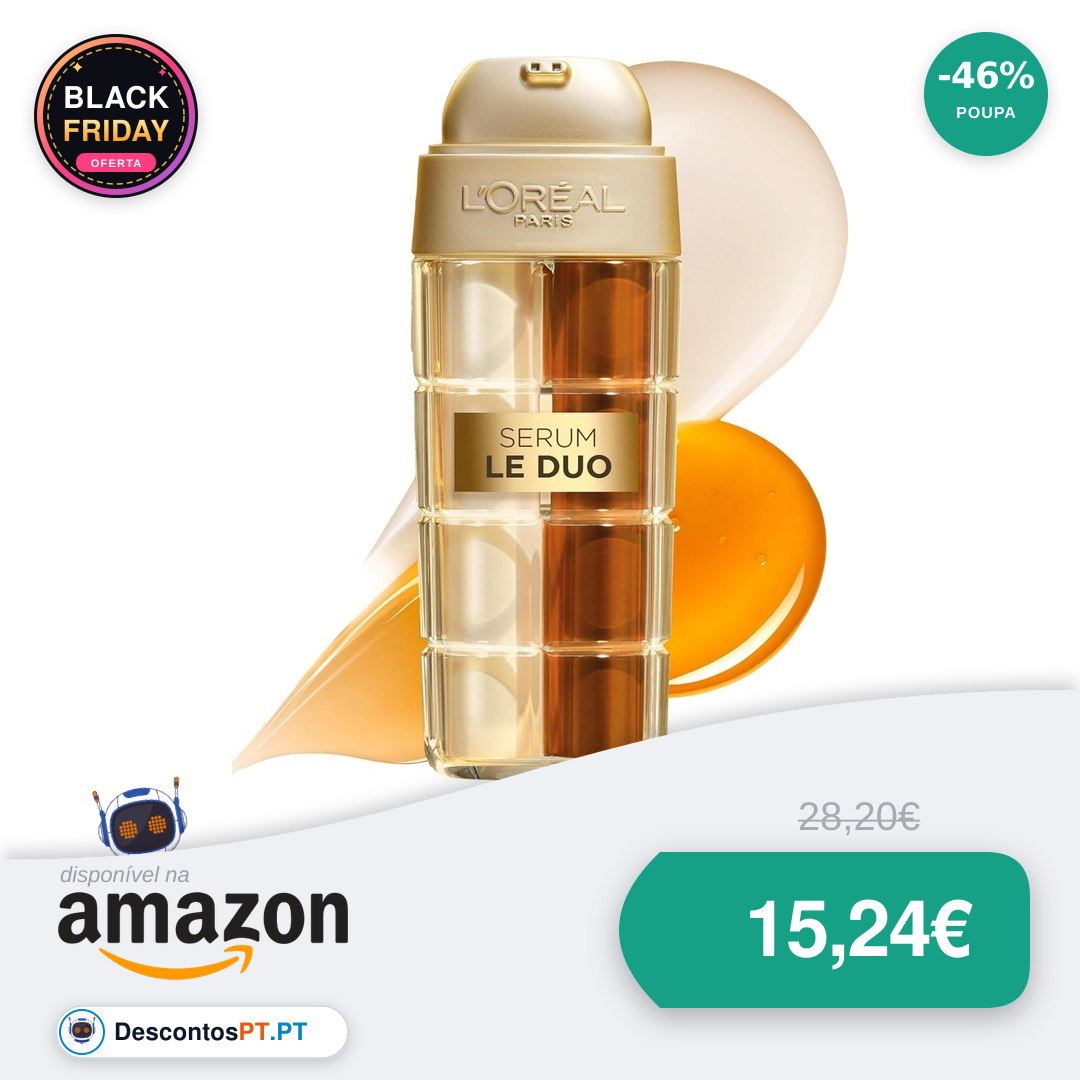 BLACK
FRIDAY
OFERTA
-46%
POUPA
L'ORÉAL
PARIS
SERUM
LE DUO
28,20€
15,24€
disponível na
amazon
DescontosPT.PT